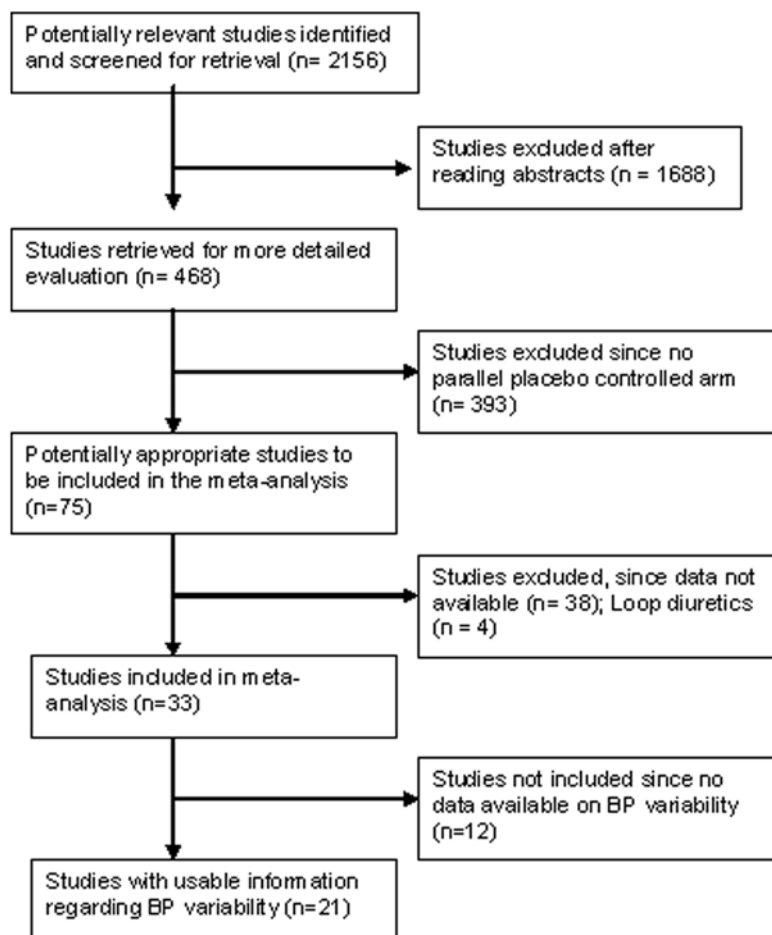 Potentially relevant studies identified
and screened for retrieval (n= 2156)
Studies excluded after
reading abstracts (n = 1688)
Studies retrieved for more detailed
evaluation (n= 468)
Studies excluded since no
parallel placebo controlled arm
(n= 393)
Potentially appropriate studies to
be included in the meta-analysis
(n=75)
Studies excluded, since data not
available (n= 38); Loop diuretics
(n = 4)
Studies included in meta-
analysis (n=33)
Studies not included since no
data available on BP variability
(n=12)
Studies with usable information
regarding BP variability (n=21)